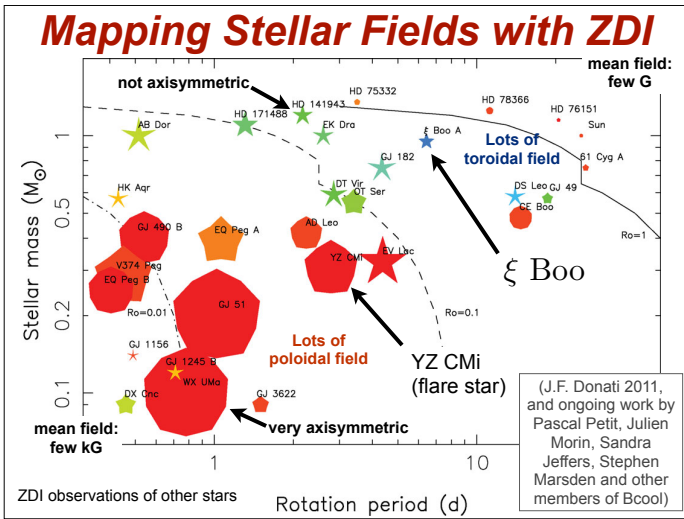 Mapping Stellar Fields with ZDI
mean field:
few G
not axisymmetric
HD 75332
HD 141943
HD 78366
HD 76151
HD 171488
AB Dor
EK Dra
ξ Boo A
Lots of
toroidal field
Sun
GJ 182
61 Cyg A
HK Aqr
DT Vir
OT Ser
DS Leo
GJ 49
CE Boo
GJ 490 B
EQ Peg A
AD Leo
Ro=1
V374 Peg
YZ CMi
EV Lac
ξ Boo
EQ Peg B
GJ 51
Ro=0.01
Ro=0.1
GJ 1156
Lots of
poloidal field
GJ 1245 B
WX UMa
YZ CMi
(flare star)
DX Cnc
GJ 3622
mean field:
few kG
very axisymmetric
(J.F. Donati 2011,
and ongoing work by
Pascal Petit, Julien
Morin, Sandra
Jeffers, Stephen
Marsden and other
members of Bcool)
Stellar mass (M⊙)
1
0.5
0.2
0.1
1
10
Rotation period (d)
ZDI observations of other stars